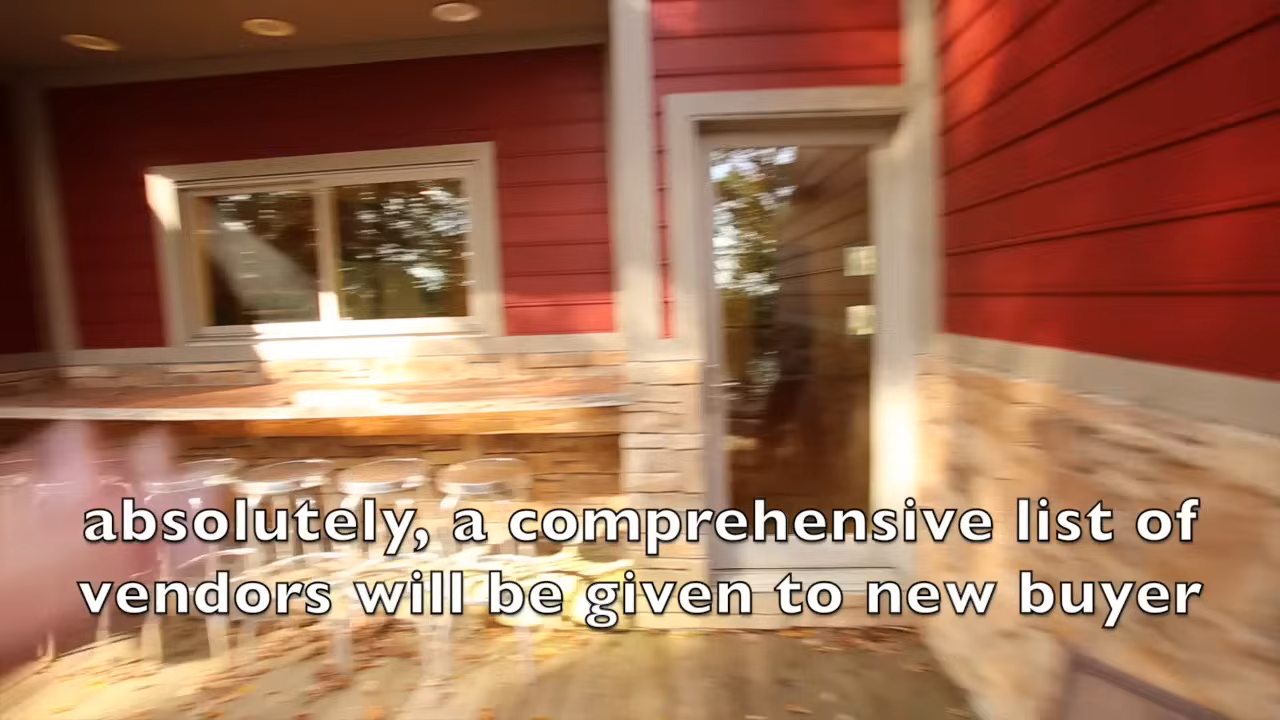 absolutely, a comprehensive list of
vendors will be given to new buyer